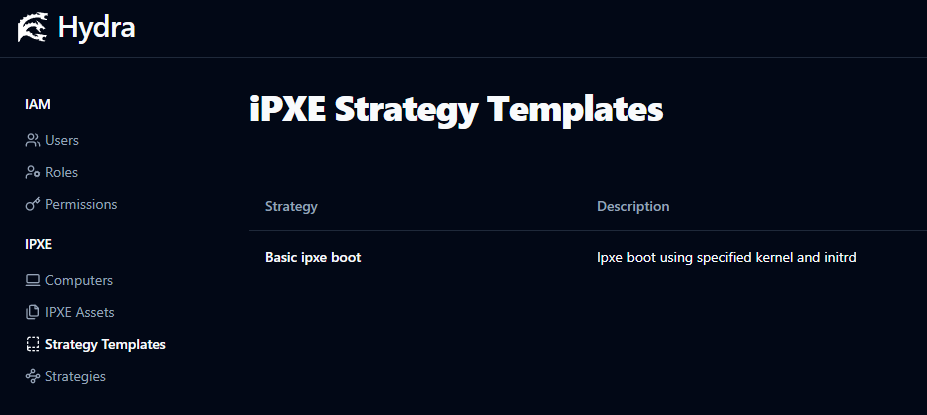 Hydra
IAM
Users
Roles
Permissions
IPXE
Computers
IPXE Assets
Strategy Templates
Strategies
iPXE Strategy Templates
Strategy Description
Basic ipxe boot Ipxe boot using specified kernel and initrd